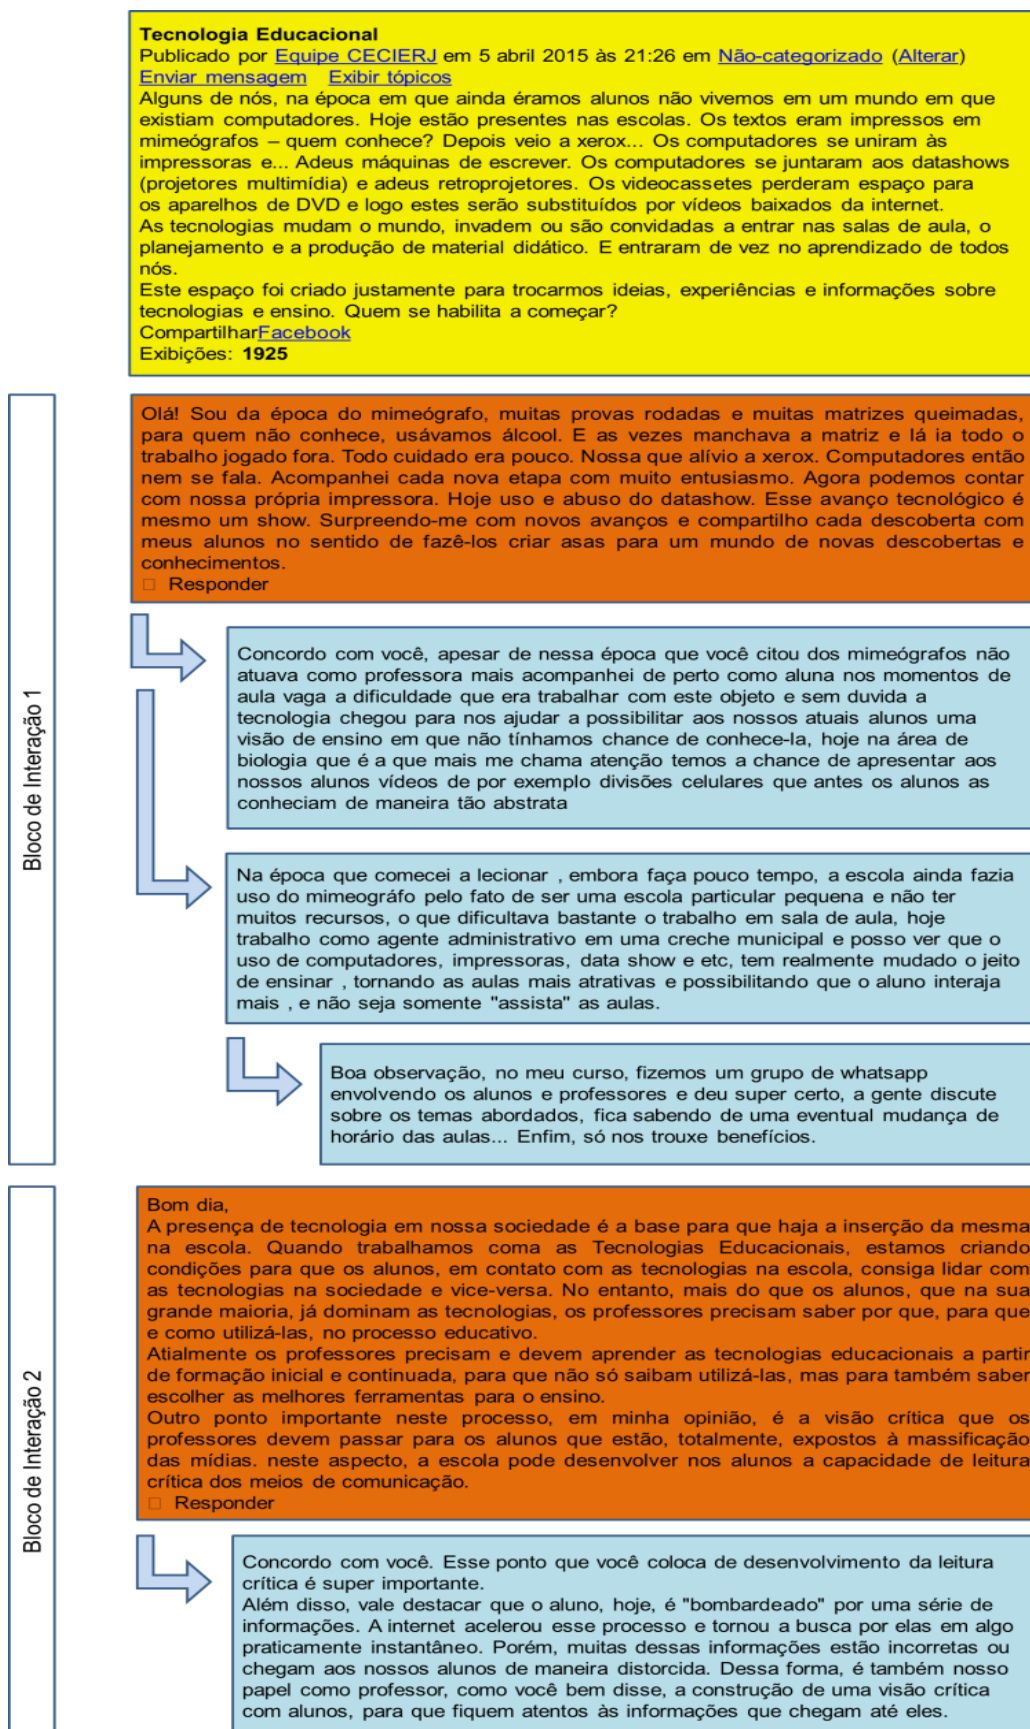 Tecnologia Educacional
Publicado por Equipe CECIERJ em 5 abril 2015 às 21:26 em Não-categorizado (Alterar)
Enviar mensagem Exibir tópicos
Alguns de nós, na época em que ainda éramos alunos não vivemos em um mundo em que
existiam computadores. Hoje estão presentes nas escolas. Os textos eram impressos em
mimeógrafos – quem conhece? Depois veio a xerox... Os computadores se uniram às
impressoras e... Adeus máquinas de escrever. Os computadores se juntaram aos datashows
(projetores multimídia) e adeus retroprojetores. Os videocassetes perderam espaço para
os aparelhos de DVD e logo estes serão substituídos por vídeos baixados da internet.
As tecnologias mudam o mundo, invadem ou são convidadas a entrar nas salas de aula, o
planejamento e a produção de material didático. E entraram de vez no aprendizado de todos
nós.
Este espaço foi criado justamente para trocarmos ideias, experiências e informações sobre
tecnologias e ensino. Quem se habilita a começar?
CompartilharFacebook
Exibições: 1925
Bloco de Interação 1
Olá! Sou da época do mimeógrafo, muitas provas rodadas e muitas matrizes queimadas,
para quem não conhece, usávamos álcool. E as vezes manchava a matriz e lá ia todo o
trabalho jogado fora. Todo cuidado era pouco. Nossa que alívio a xerox. Computadores então
nem se fala. Acompanhei cada nova etapa com muito entusiasmo. Agora podemos contar
com nossa própria impressora. Hoje uso e abuso do datashow. Esse avanço tecnológico é
mesmo um show. Surpreendo-me com novos avanços e compartilho cada descoberta com
meus alunos no sentido de fazê-los criar asas para um mundo de novas descobertas e
conhecimentos.
□ Responder
Concordo com você, apesar de nessa época que você citou dos mimeógrafos não
atuava como professora mais acompanhei de perto como aluna nos momentos de
aula vaga a dificuldade que era trabalhar com este objeto e sem duvida a
tecnologia chegou para nos ajudar a possibilitar aos nossos atuais alunos uma
visão de ensino em que não tínhamos chance de conhece-la, hoje na área de
biologia que é a que mais me chama atenção temos a chance de apresentar aos
nossos alunos vídeos de por exemplo divisões celulares que antes os alunos as
conheciam de maneira tão abstrata
Na época que comecei a lecionar , embora faça pouco tempo, a escola ainda fazia
uso do mimeográfo pelo fato de ser uma escola particular pequena e não ter
muitos recursos, o que dificultava bastante o trabalho em sala de aula, hoje
trabalho como agente administrativo em uma creche municipal e posso ver que o
uso de computadores, impressoras, data show e etc, tem realmente mudado o jeito
de ensinar , tornando as aulas mais atrativas e possibilitando que o aluno interaja
mais , e não seja somente "assista" as aulas.
Boa observação, no meu curso, fizemos um grupo de whatsapp
envolvendo os alunos e professores e deu super certo, a gente discute
sobre os temas abordados, fica sabendo de uma eventual mudança de
horário das aulas... Enfim, só nos trouxe benefícios.
Bloco de Interação 2
Bom dia,
A presença de tecnologia em nossa sociedade é a base para que haja a inserção da mesma
na escola. Quando trabalhamos coma as Tecnologias Educacionais, estamos criando
condições para que os alunos, em contato com as tecnologias na escola, consiga lidar com
as tecnologias na sociedade e vice-versa. No entanto, mais do que os alunos, que na sua
grande maioria, já dominam as tecnologias, os professores precisam saber por que, para que
e como utilizá-las, no processo educativo.
Atialmente os professores precisam e devem aprender as tecnologias educacionais a partir
de formação inicial e continuada, para que não só saibam utilizá-las, mas para também saber
escolher as melhores ferramentas para o ensino.
Outro ponto importante neste processo, em minha opinião, é a visão crítica que os
professores devem passar para os alunos que estão, totalmente, expostos à massificação
das mídias. neste aspecto, a escola pode desenvolver nos alunos a capacidade de leitura
crítica dos meios de comunicação.
□ Responder
Concordo com você. Esse ponto que você coloca de desenvolvimento da leitura
crítica é super importante.
Além disso, vale destacar que o aluno, hoje, é "bombardeado" por uma série de
informações. A internet acelerou esse processo e tornou a busca por elas em algo
praticamente instantâneo. Porém, muitas dessas informações estão incorretas ou
chegam aos nossos alunos de maneira distorcida. Dessa forma, é também nosso
papel como professor, como você bem disse, a construção de uma visão crítica
com alunos, para que fiquem atentos às informações que chegam até eles.